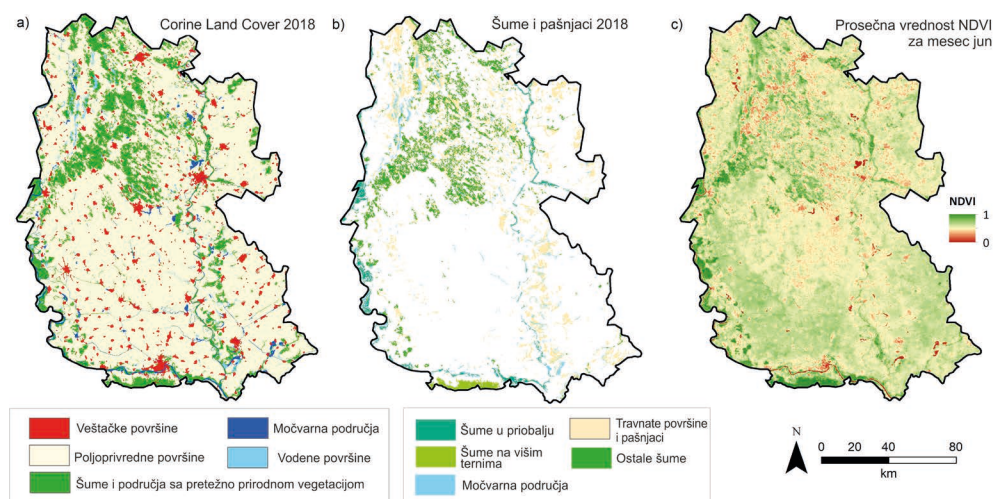 a)
Corine Land Cover 2018
b)
Šume i pašnjaci 2018
c)
Prosečna vrednost NDVI
za mesec jun
NDVI
1
0
Veštačke površine
Močvarna područja
Poljoprivredne površine
Vodene površine
Šume i područja sa pretežno prirodnom vegetacijom
Šume u priobalju
Travnate površine
i pašnjaci
Šume na višim
ternima
Ostale šume
Močvarna područja
N
0 20 40 80
km